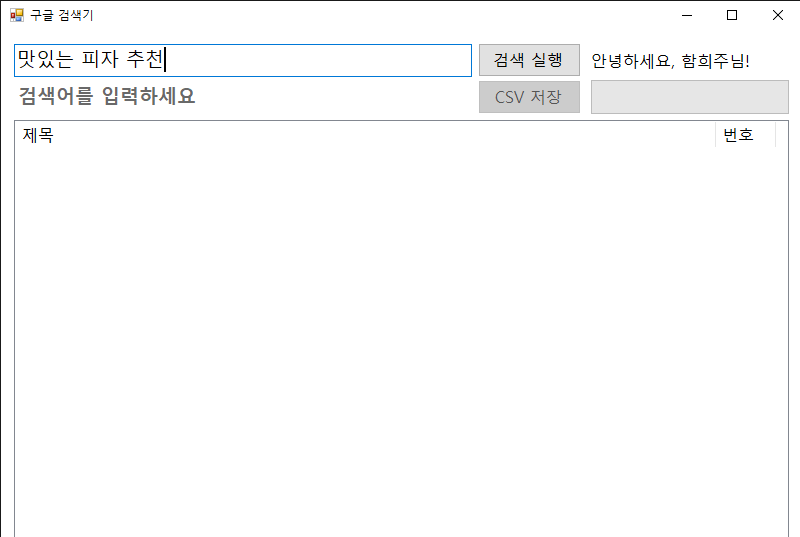 구글 검색기
맛있는 피자 추천
검색 실행
안녕하세요, 함희주님!
검색어를 입력하세요
CSV 저장
제목
번호